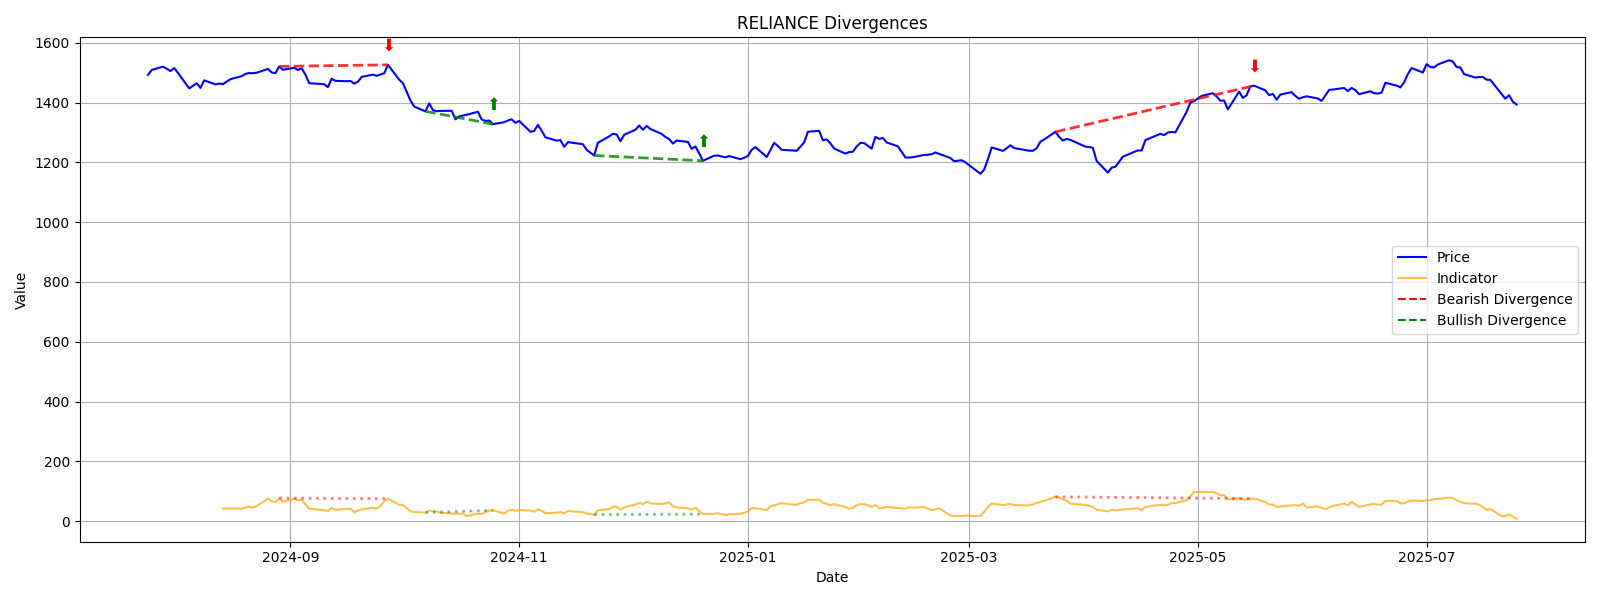 RELIANCE Divergences
1600
1400
1200
1000
800
600
400
200
0
Value
Price
Indicator
Bearish Divergence
Bullish Divergence
2024-09
2024-11
2025-01
2025-03
2025-05
2025-07
Date